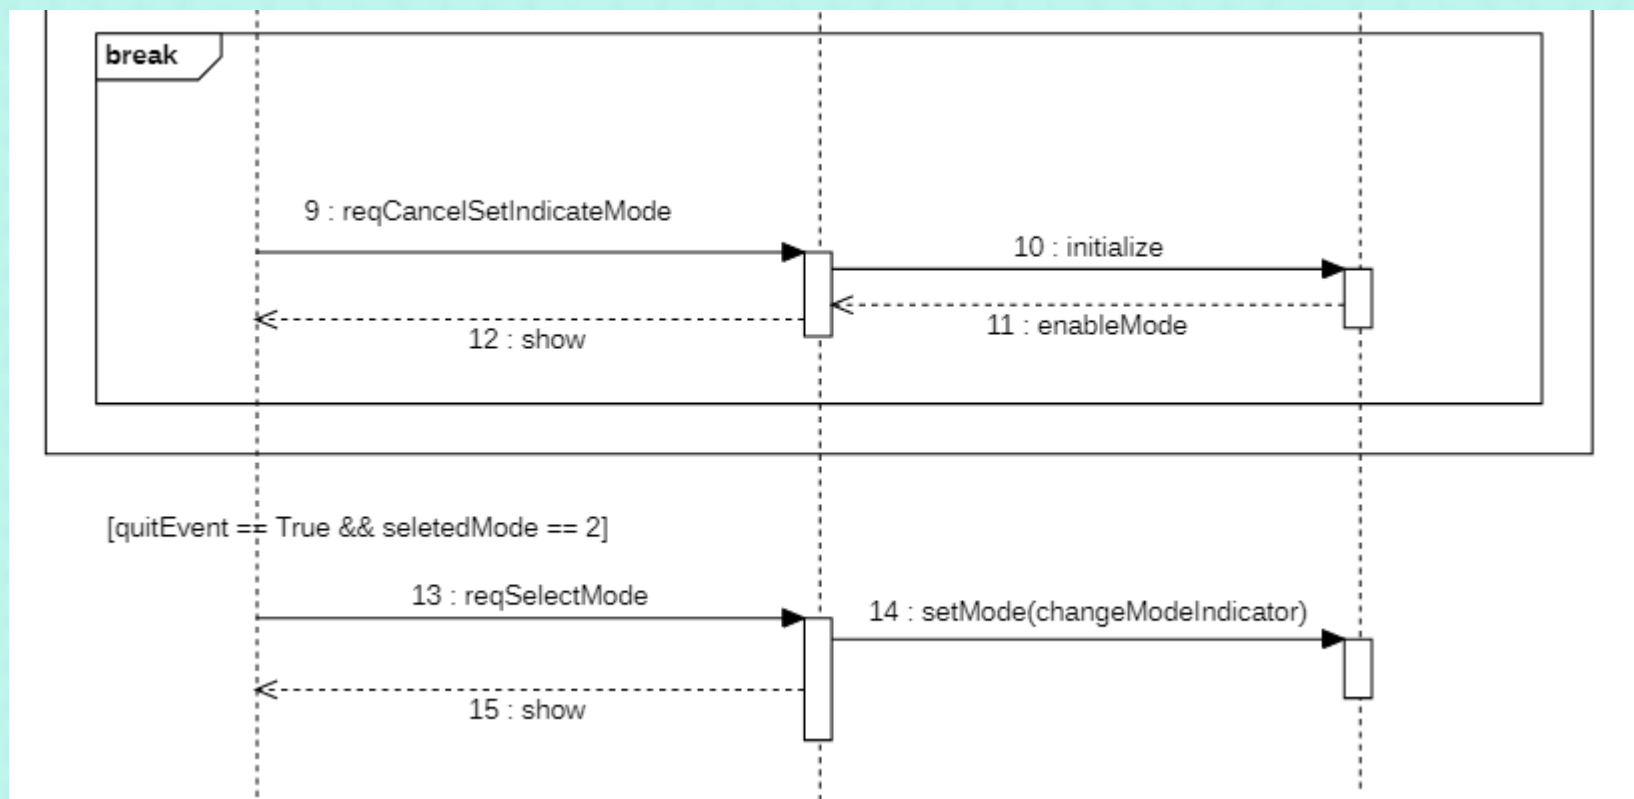 break
9 : reqCancelSetIndicateMode
10 : initialize
11 : enableMode
12 : show
[quitEvent == True && seletedMode == 2]
13 : reqSelectMode
14 : setMode(changeModeIndicator)
15 : show